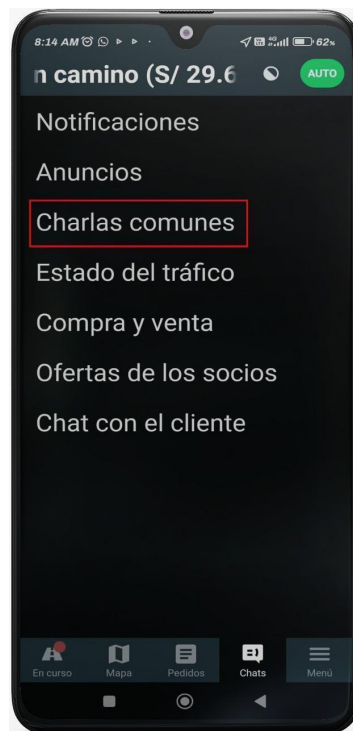 8:14 AM
62%
n camino (S/ 29.6
AUTO
Notificaciones
Anuncios
Charlas comunes
Estado del tráfico
Compra y venta
Ofertas de los socios
Chat con el cliente
En curso Mapa Pedidos Chats Menú